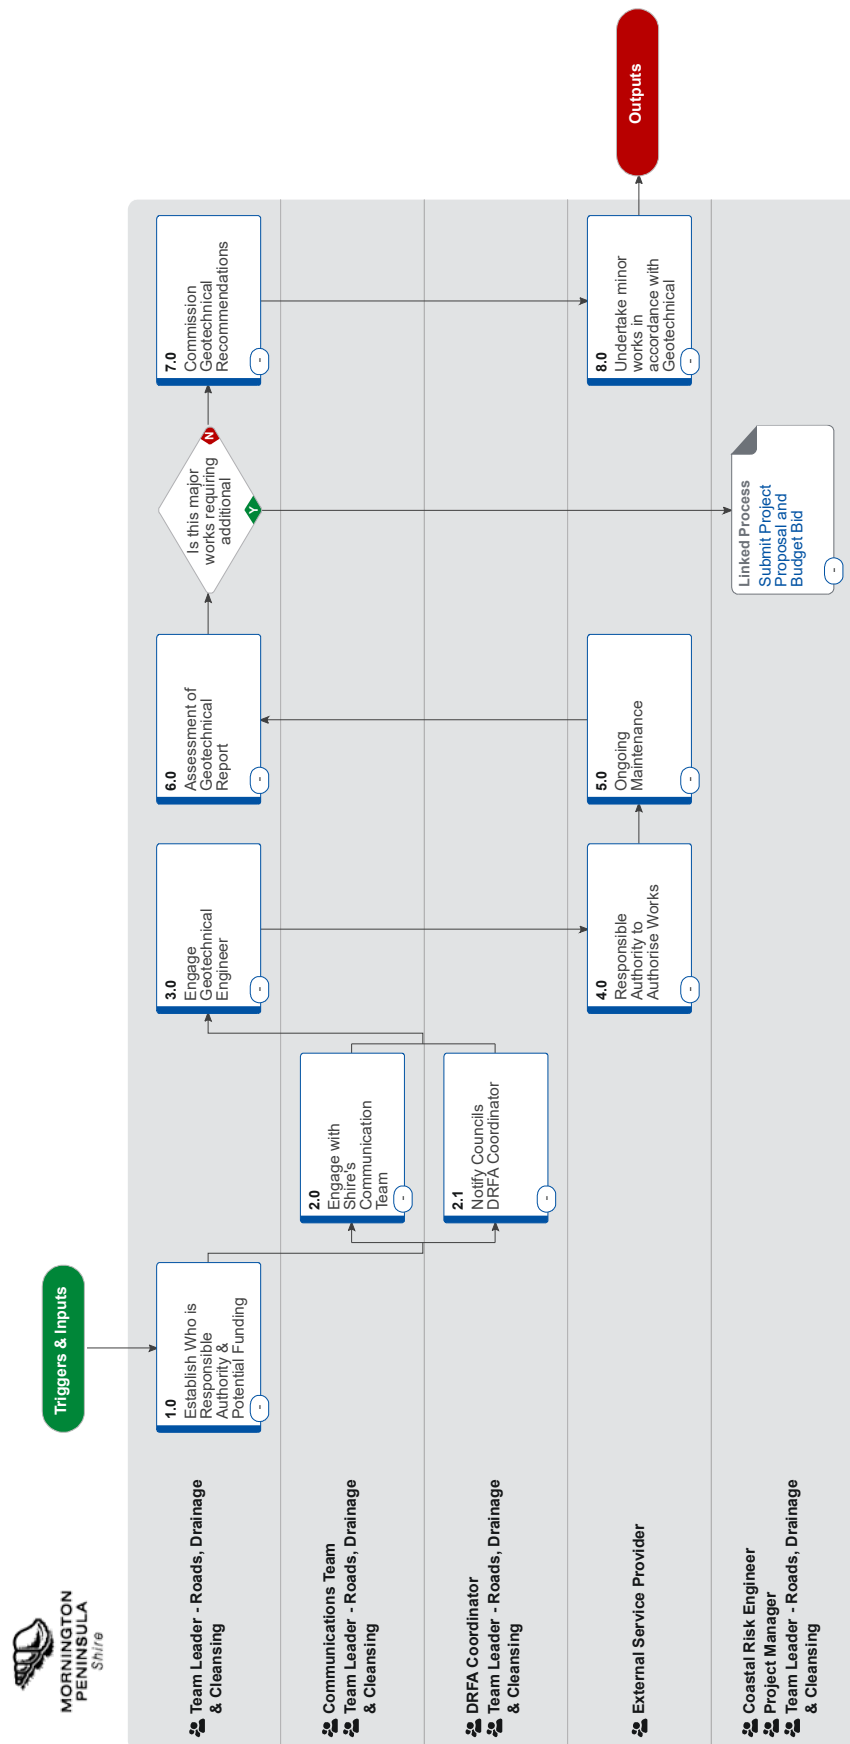 MORNINGTON
PENINSULA
Shire
Triggers & Inputs
Team Leader - Roads, Drainage
& Cleansing
1.0
Establish Who is
Responsible
Authority &
Potential Funding
-
3.0
Engage
Geotechnical
Engineer
-
6.0
Assessment of
Geotechnical
Report
-
Is this major
works requiring
additional
Y
N
7.0
Commission
Geotechnical
Recommendations
-
Communications Team
Team Leader - Roads, Drainage
& Cleansing
2.0
Engage with
Shire's
Communication
Team
-
DRFA Coordinator
Team Leader - Roads, Drainage
& Cleansing
2.1
Notify Councils
DRFA Coordinator
-
External Service Provider
4.0
Responsible
Authority to
Authorise Works
-
5.0
Ongoing
Maintenance
-
8.0
Undertake minor
works in
accordance with
Geotechnical
-
Outputs
Coastal Risk Engineer
Project Manager
Team Leader - Roads, Drainage
& Cleansing
Linked Process
Submit Project
Proposal and
Budget Bid
-